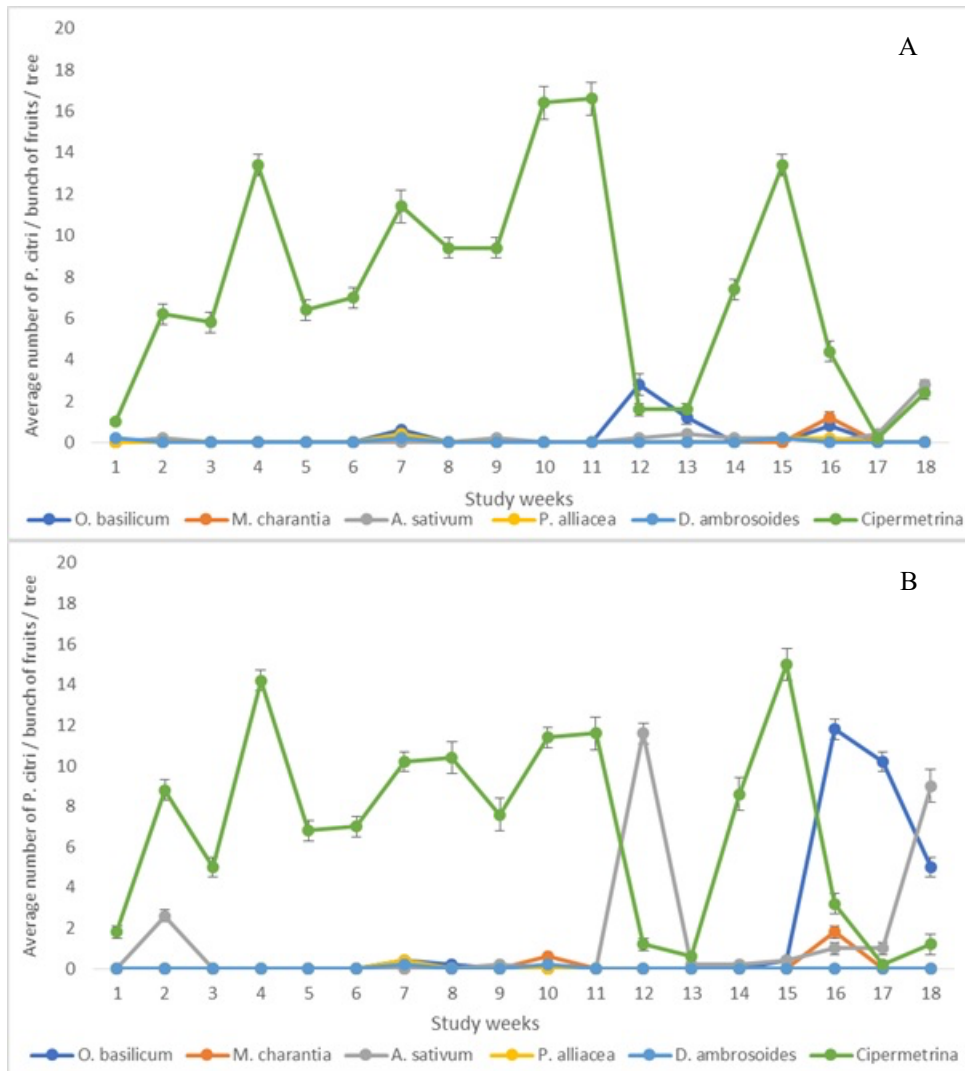 A
Average number of P. citri / bunch of fruits / tree
20
18
16
14
12
10
8
6
4
2
0
1 2 3 4 5 6 7 8 9 10 11 12 13 14 15 16 17 18
Study weeks
O. basilicum M. charantia A. sativum P. alliacea D. ambrosoides Cipermetrina
B
Average number of P. citri / bunch of fruits / tree
20
18
16
14
12
10
8
6
4
2
0
1 2 3 4 5 6 7 8 9 10 11 12 13 14 15 16 17 18
Study weeks
O. basilicum M. charantia A. sativum P. alliacea D. ambrosoides Cipermetrina